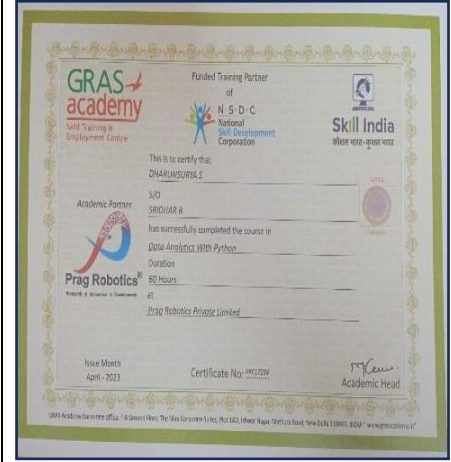 GRAS
academy
Skill Training &
Employment Centre
Funded Training Partner
of
N·S·D·C
National
Skill Development
Corporation
Skill India
कौशल भारत - कुशल भारत
This is to certify that
DHARUNSURYA S
S/O
SRIDHAR B
Academic Partner
has successfully completed the course in
Data Analytics With Python
Duration
Prag Robotics®
60 Hours
at
Prag Robotics Private Limited
Issue Month
April - 2023
Certificate No:
Academic Head